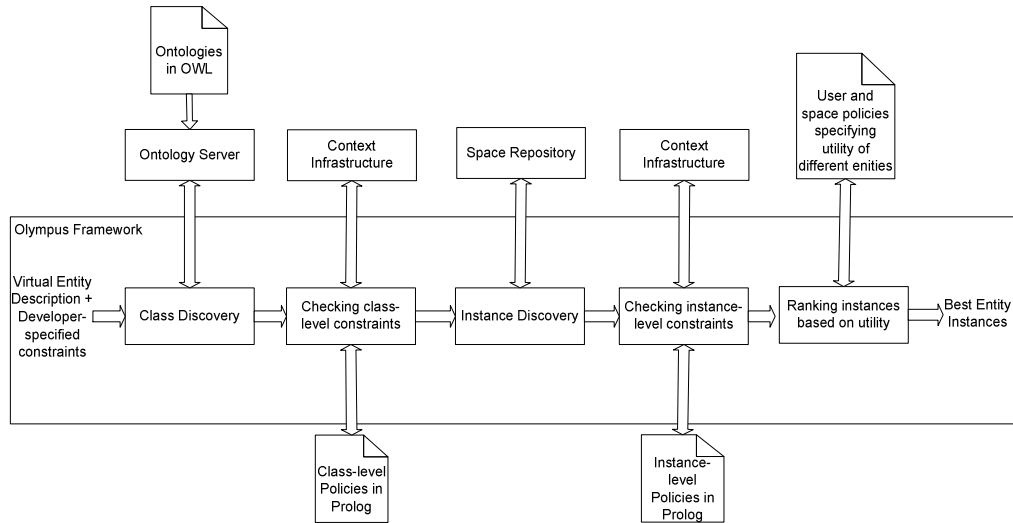 Ontologies
in OWL
User and
space policies
specifying
utility of
different enities
Ontology Server
Context
Infrastructure
Space Repository
Context
Infrastructure
Olympus Framework
Virtual Entity
Description +
Developer-
specified
constraints
Class Discovery
Checking class-
level constraints
Instance Discovery
Checking instance-
level constraints
Ranking instances
based on utility
Best Entity
Instances
Class-level
Policies in
Prolog
Instance-
level
Policies in
Prolog